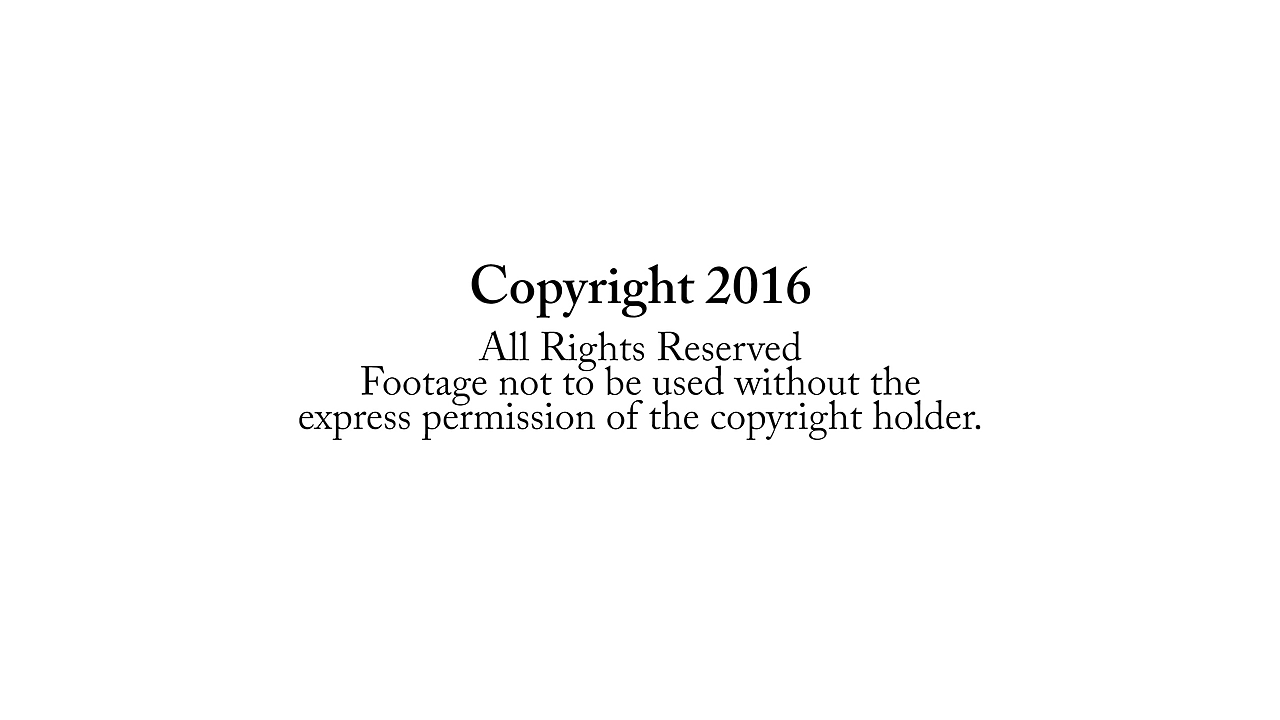 Copyright 2016
All Rights Reserved
Footage not to be used without the
express permission of the copyright holder.